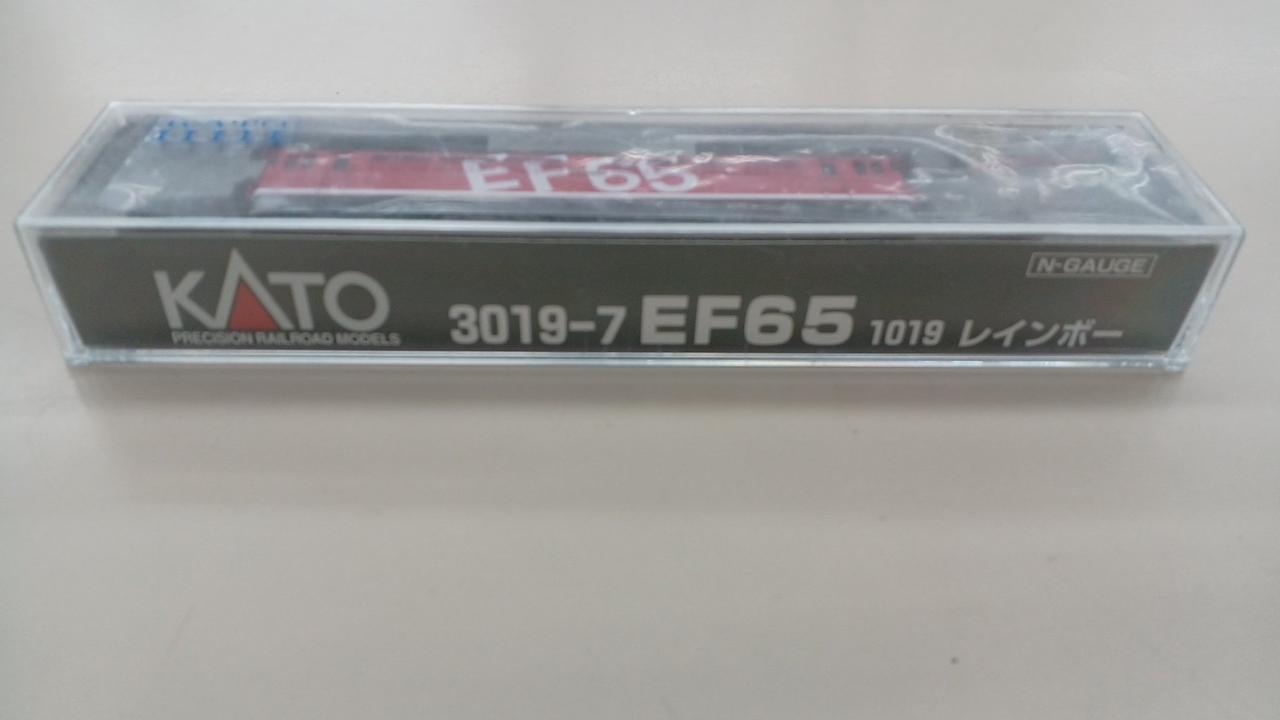 EF65
KATO
PRECISION RAILROAD MODELS
N-GAUGE
3019-7 EF65 1019 レインボー